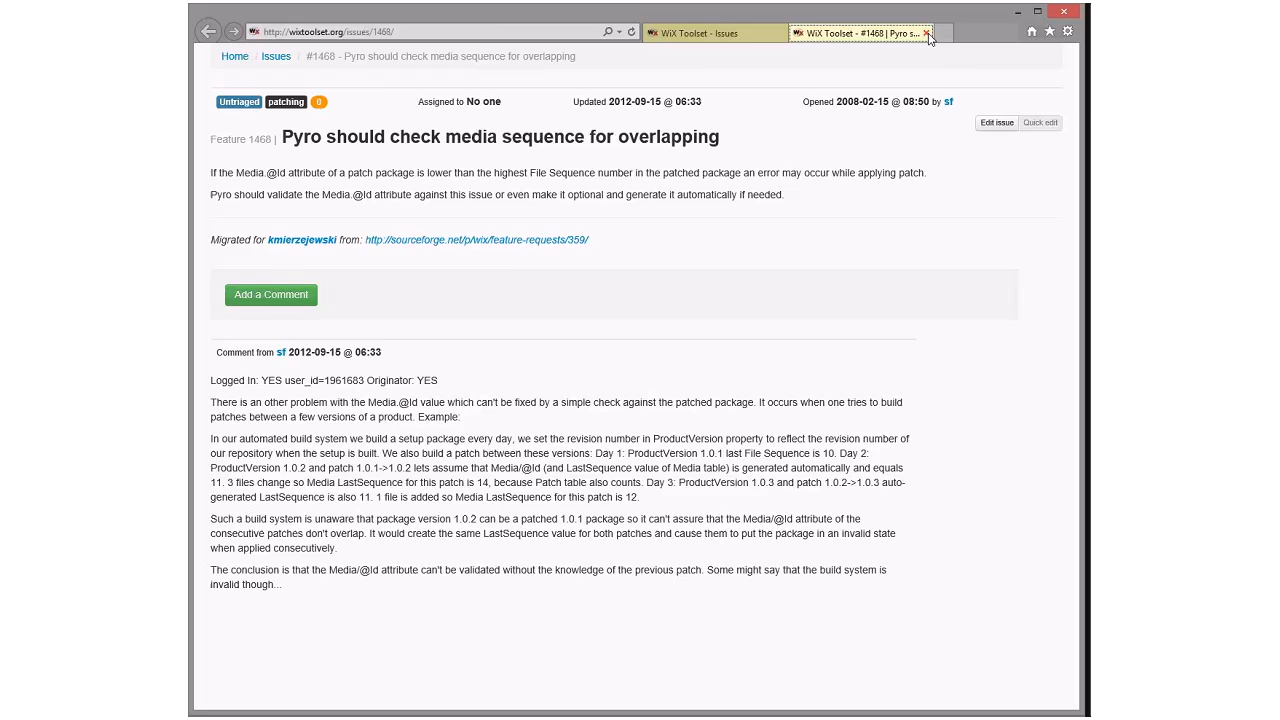 http://wixtoolset.org/issues/1468/
WiX Toolset - Issues
WiX Toolset - #1468 | Pyro s...
Home / Issues / #1468 - Pyro should check media sequence for overlapping
Untriaged patching 0 Assigned to No one Updated 2012-09-15 @ 06:33 Opened 2008-02-15 @ 08:50 by sf
Edit issue Quick edit
Feature 1468 | Pyro should check media sequence for overlapping
If the Media.@Id attribute of a patch package is lower than the highest File Sequence number in the patched package an error may occur while applying patch.
Pyro should validate the Media.@Id attribute against this issue or even make it optional and generate it automatically if needed.
Migrated for kmierzejewski from: http://sourceforge.net/p/wix/feature-requests/359/
Add a Comment
Comment from sf 2012-09-15 @ 06:33
Logged In: YES user_id=1961683 Originator: YES
There is an other problem with the Media.@Id value which can't be fixed by a simple check against the patched package. It occurs when one tries to build
patches between a few versions of a product. Example:
In our automated build system we build a setup package every day, we set the revision number in ProductVersion property to reflect the revision number of
our repository when the setup is built. We also build a patch between these versions: Day 1: ProductVersion 1.0.1 last File Sequence is 10. Day 2:
ProductVersion 1.0.2 and patch 1.0.1->1.0.2 lets assume that Media/@Id (and LastSequence value of Media table) is generated automatically and equals
11. 3 files change so Media LastSequence for this patch is 14, because Patch table also counts. Day 3: ProductVersion 1.0.3 and patch 1.0.2->1.0.3 auto-
generated LastSequence is also 11. 1 file is added so Media LastSequence for this patch is 12.
Such a build system is unaware that package version 1.0.2 can be a patched 1.0.1 package so it can't assure that the Media/@Id attribute of the
consecutive patches don't overlap. It would create the same LastSequence value for both patches and cause them to put the package in an invalid state
when applied consecutively.
The conclusion is that the Media/@Id attribute can't be validated without the knowledge of the previous patch. Some might say that the build system is
invalid though...